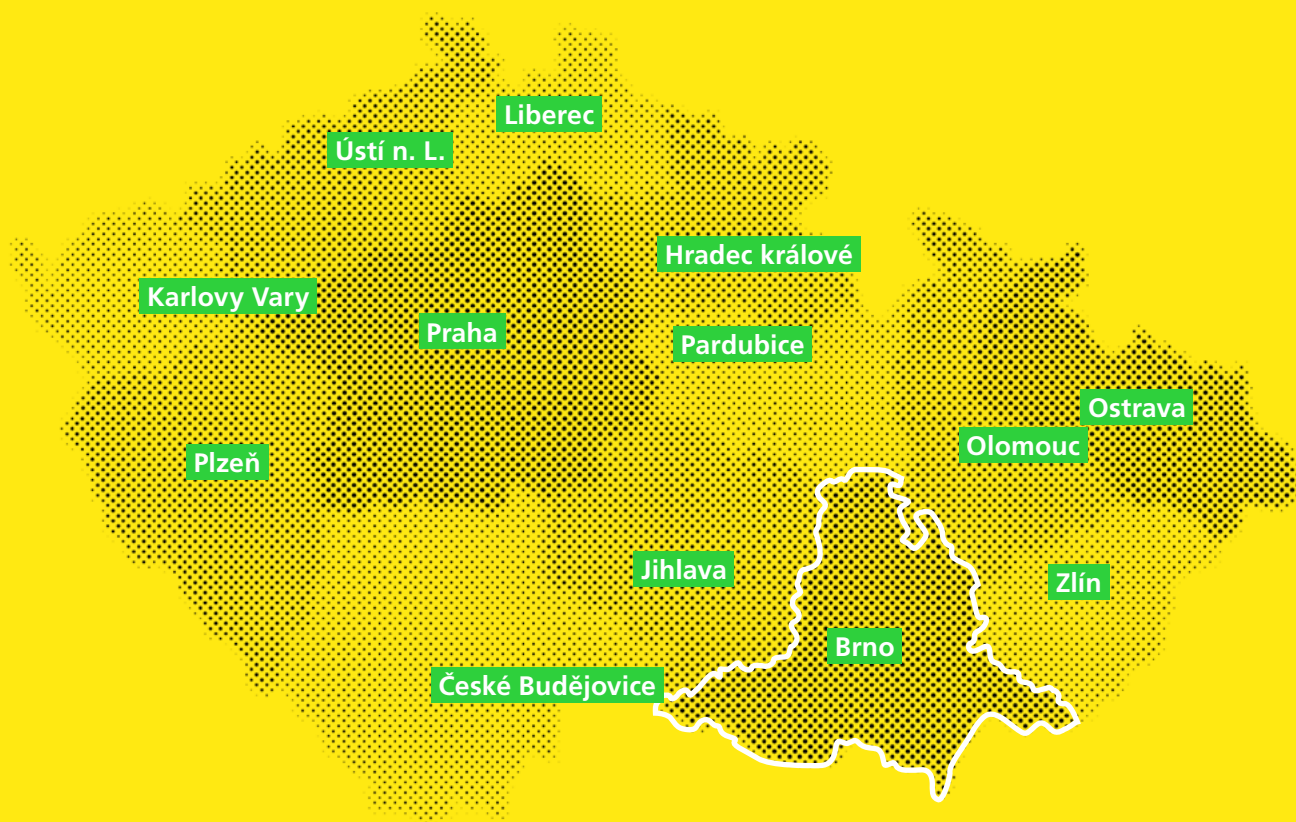 Liberec
Ústí n. L.
Hradec králové
Karlovy Vary
Praha
Pardubice
Ostrava
Olomouc
Plzeň
Jihlava
Zlín
Brno
České Budějovice